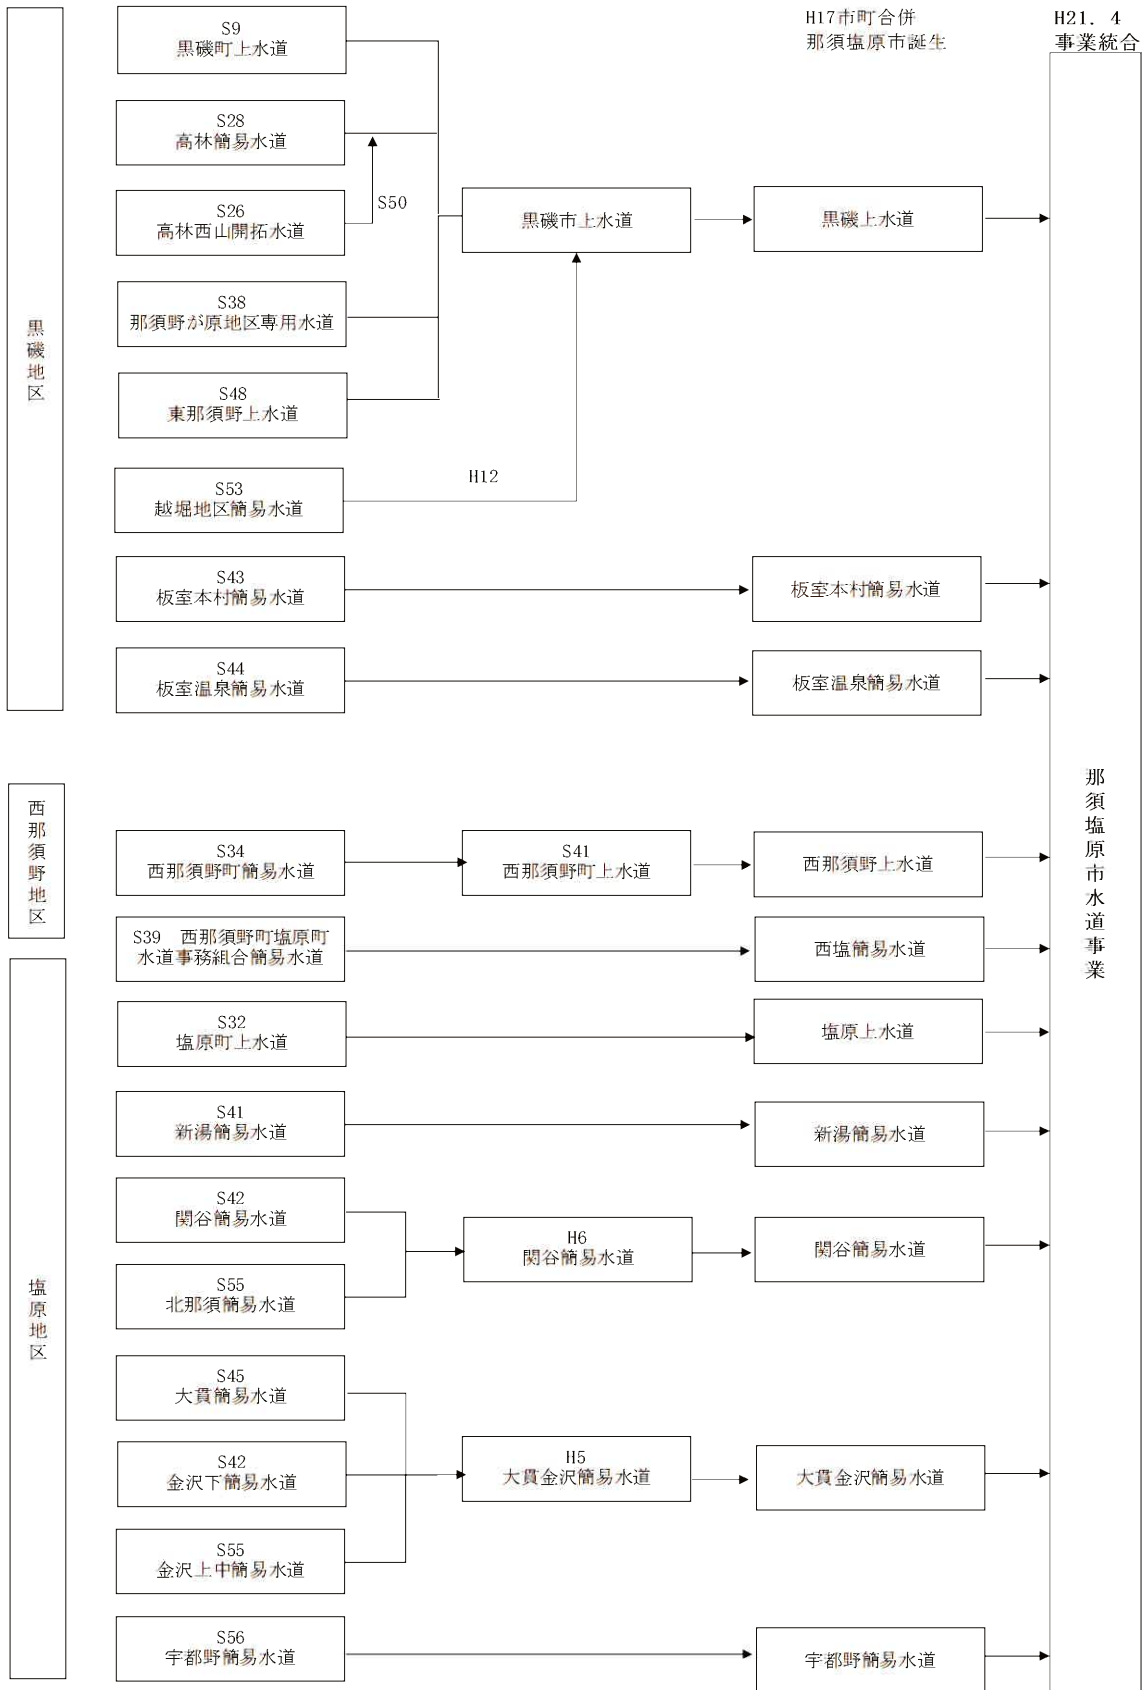 H17市町合併
那須塩原市誕生
H21. 4
事業統合
黒磯地区
S9
黒磯町上水道
S28
高林簡易水道
S26
高林西山開拓水道
S50
S38
那須野が原地区専用水道
S48
東那須野上水道
S53
越堀地区簡易水道
H12
黒磯市上水道
黒磯上水道
S43
板室本村簡易水道
板室本村簡易水道
S44
板室温泉簡易水道
板室温泉簡易水道
西那須野地区
S34
西那須野町簡易水道
S41
西那須野町上水道
西那須野上水道
S39 西那須野町塩原町
水道事務組合簡易水道
西塩簡易水道
塩原地区
S32
塩原町上水道
塩原上水道
S41
新湯簡易水道
新湯簡易水道
S42
関谷簡易水道
S55
北那須簡易水道
H6
関谷簡易水道
関谷簡易水道
S45
大貫簡易水道
S42
金沢下簡易水道
S55
金沢上中簡易水道
H5
大貫金沢簡易水道
大貫金沢簡易水道
S56
宇都野簡易水道
宇都野簡易水道
那須塩原市水道事業